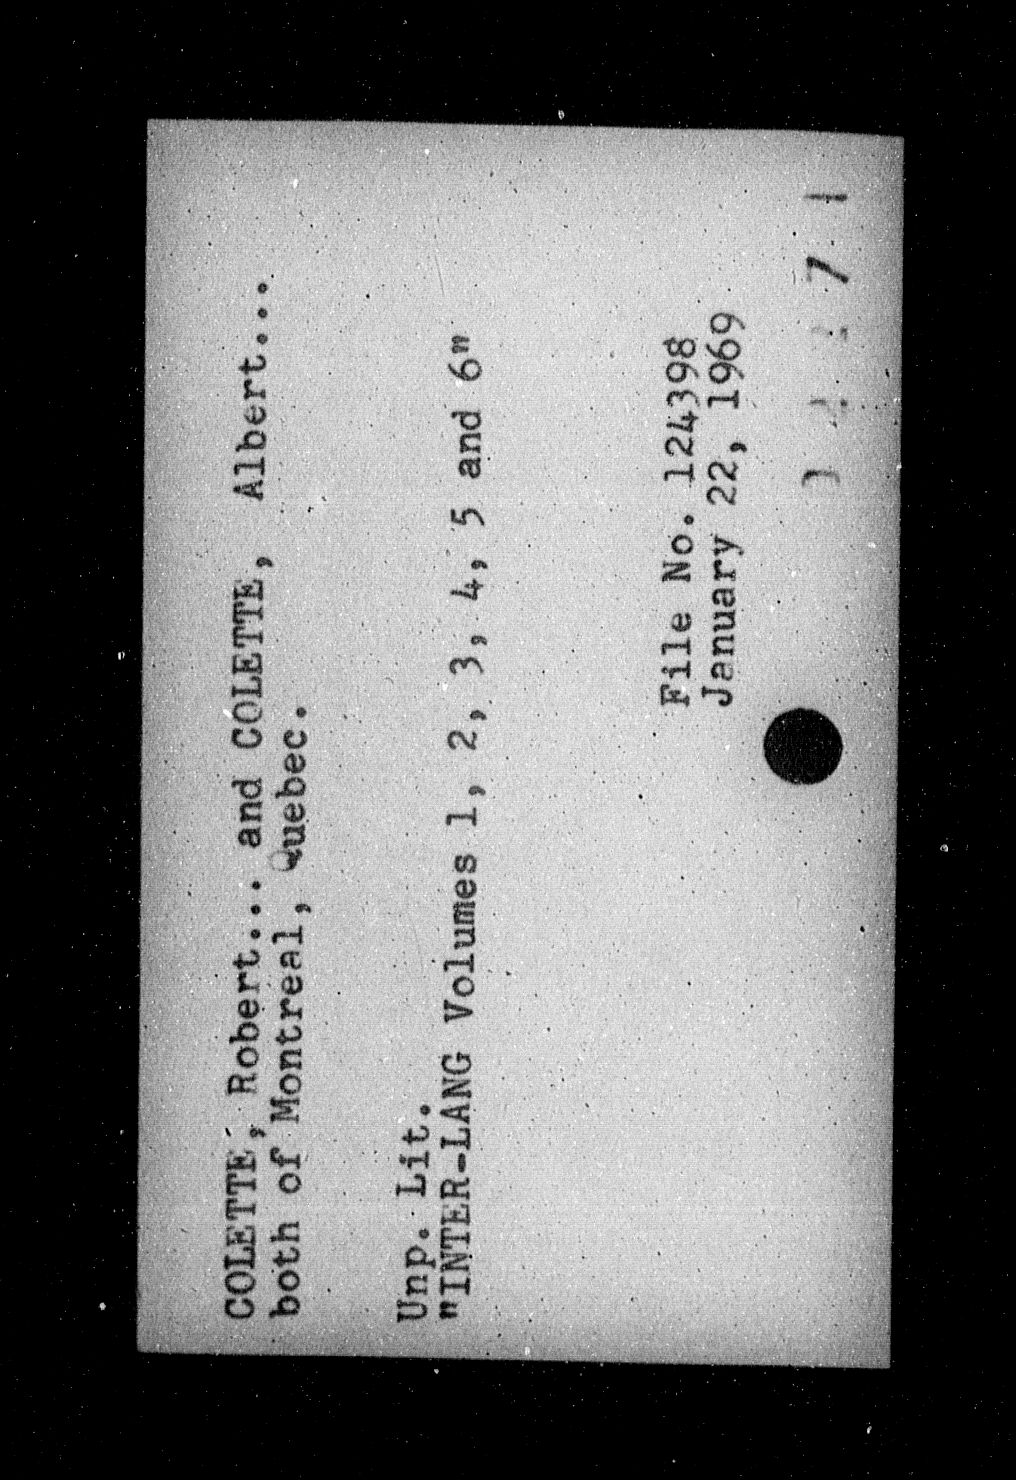 COLETTE, Robert... and COLETTE, Albert...
both of Montreal, Quebec.
Unp. Lit.
"INTER-LANG Volumes 1, 2, 3, 4, 5 and 6"
File No. 124398
January 22, 1969